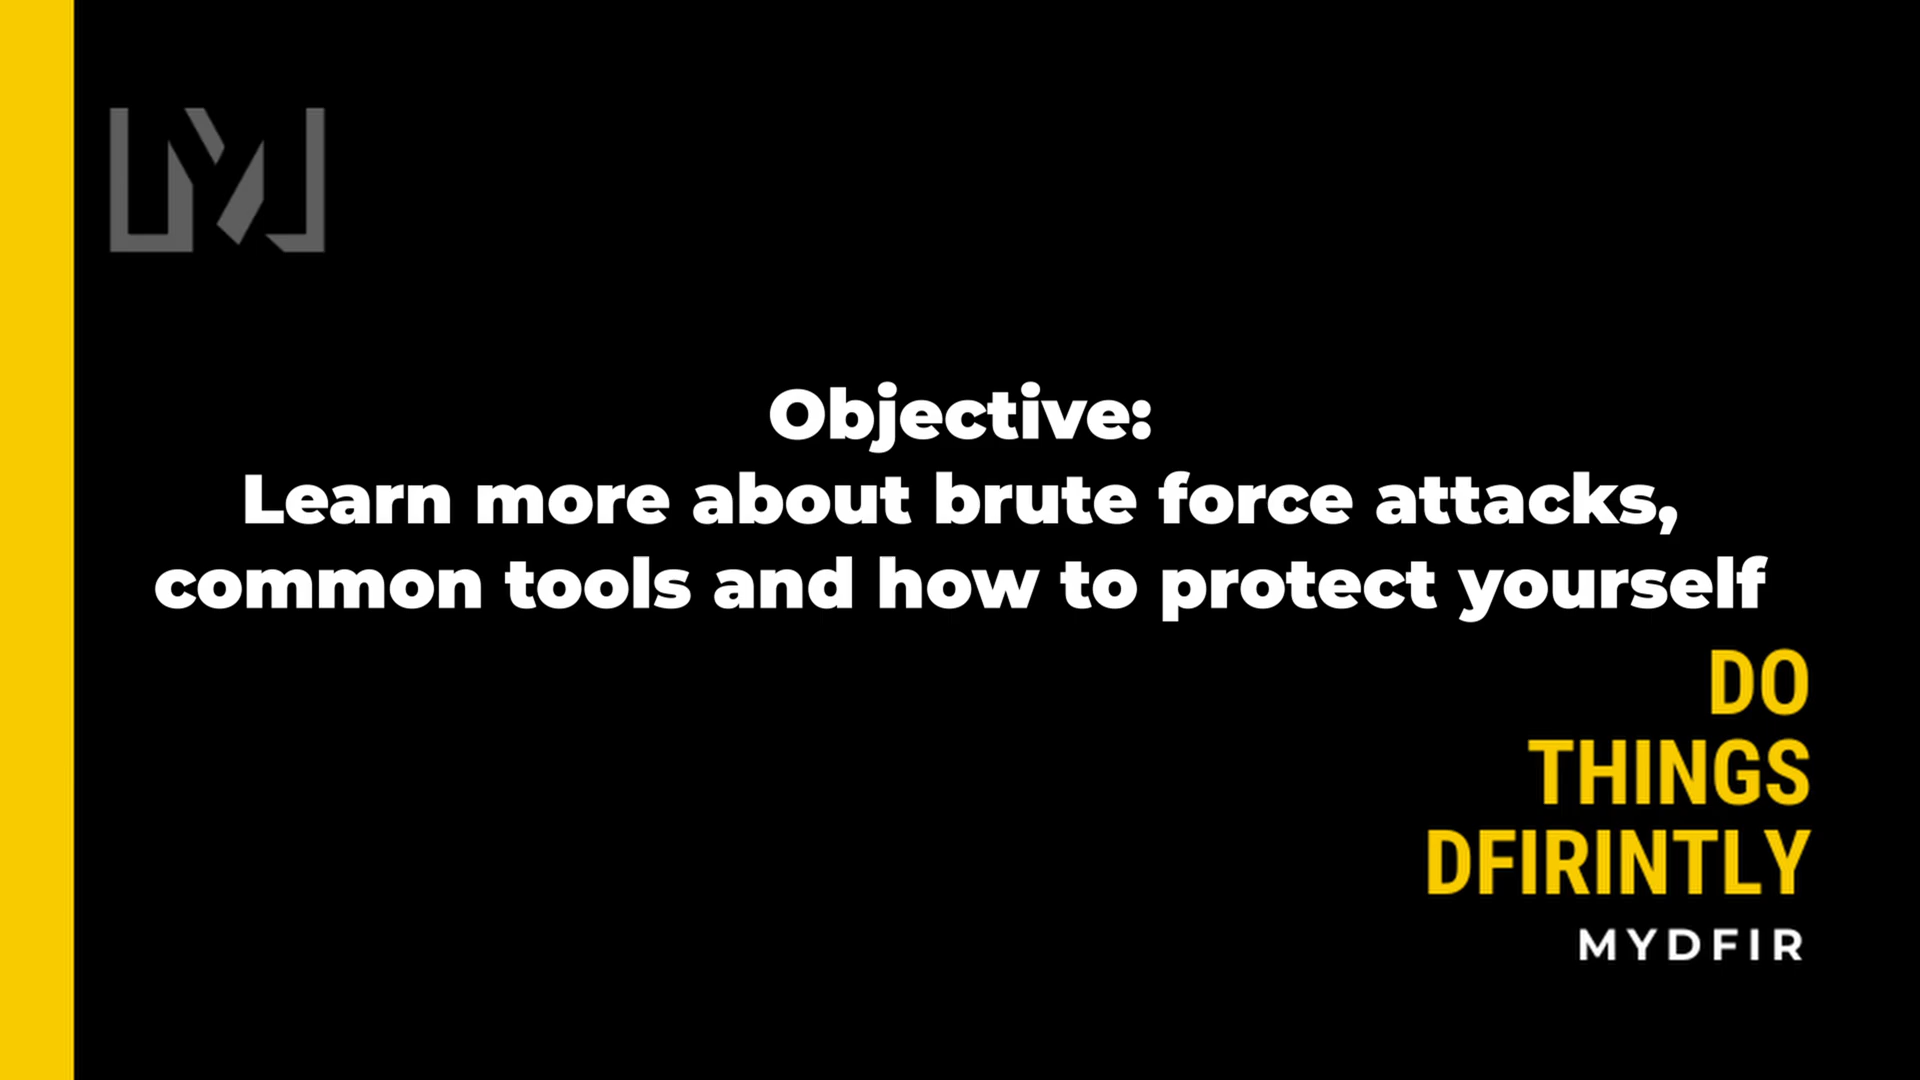 Objective:
Learn more about brute force attacks,
common tools and how to protect yourself
DO
THINGS
DFIRINTLY
MYDFIR